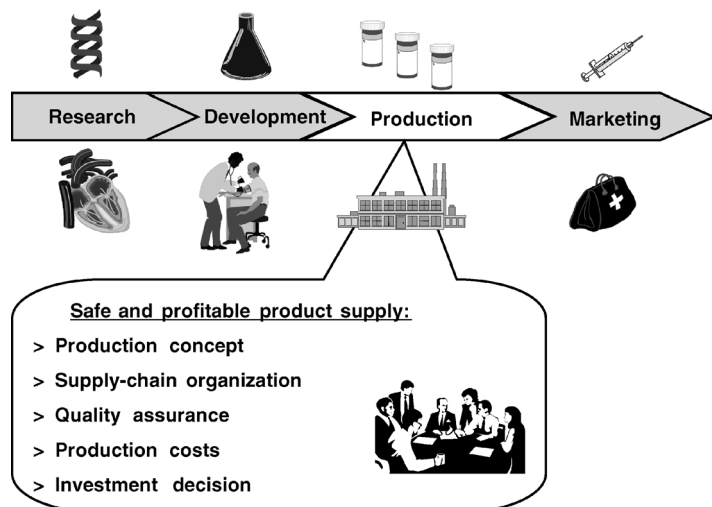 Research
Development
Production
Marketing
Safe and profitable product supply:
> Production concept
> Supply-chain organization
> Quality assurance
> Production costs
> Investment decision